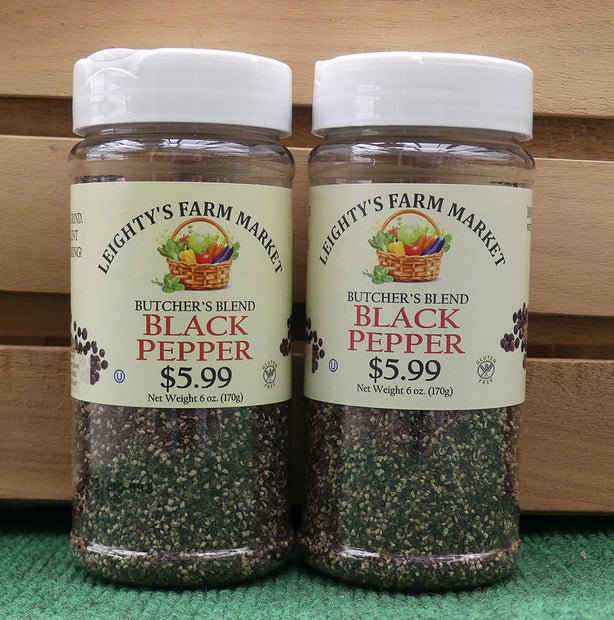 LEIGHTY'S FARM MARKET
BUTCHER'S BLEND
BLACK
PEPPER
$5.99
Net Weight 6 oz. (170g)
U
GLUTEN
FREE
LEIGHTY'S FARM MARKET
BUTCHER'S BLEND
BLACK
PEPPER
$5.99
Net Weight 6 oz. (170g)
U
GLUTEN
FREE